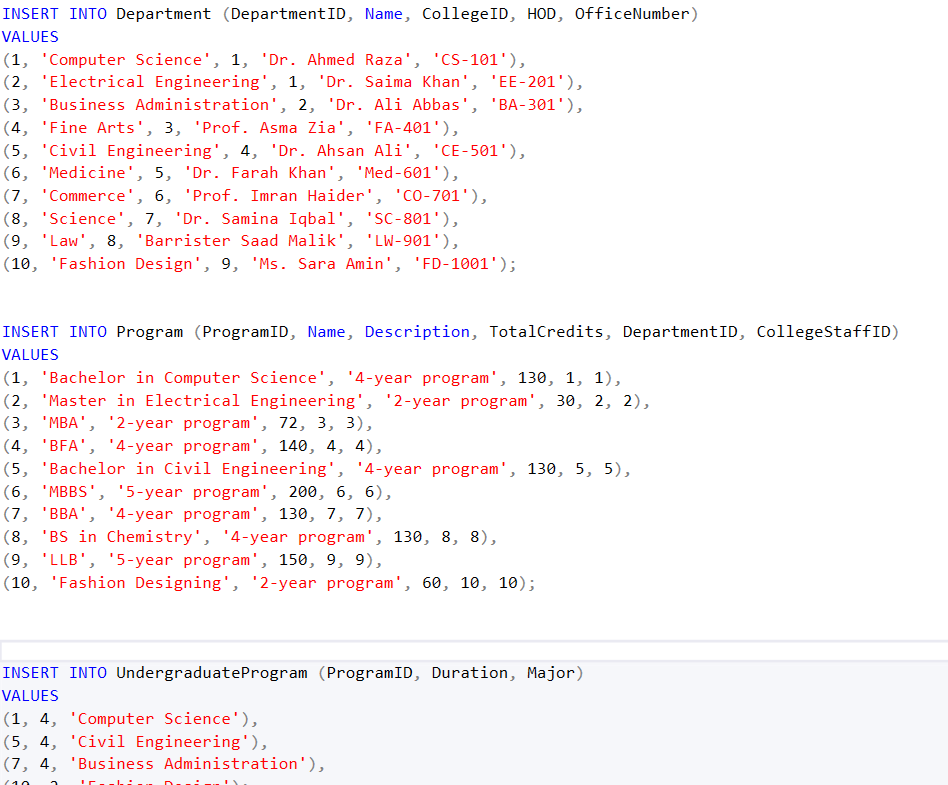 INSERT INTO Department (DepartmentID, Name, CollegeID, HOD, OfficeNumber)
VALUES
(1, 'Computer Science', 1, 'Dr. Ahmed Raza', 'CS-101'),
(2, 'Electrical Engineering', 1, 'Dr. Saima Khan', 'EE-201'),
(3, 'Business Administration', 2, 'Dr. Ali Abbas', 'BA-301'),
(4, 'Fine Arts', 3, 'Prof. Asma Zia', 'FA-401'),
(5, 'Civil Engineering', 4, 'Dr. Ahsan Ali', 'CE-501'),
(6, 'Medicine', 5, 'Dr. Farah Khan', 'Med-601'),
(7, 'Commerce', 6, 'Prof. Imran Haider', 'CO-701'),
(8, 'Science', 7, 'Dr. Samina Iqbal', 'SC-801'),
(9, 'Law', 8, 'Barrister Saad Malik', 'LW-901'),
(10, 'Fashion Design', 9, 'Ms. Sara Amin', 'FD-1001');
INSERT INTO Program (ProgramID, Name, Description, TotalCredits, DepartmentID, CollegeStaffID)
VALUES
(1, 'Bachelor in Computer Science', '4-year program', 130, 1, 1),
(2, 'Master in Electrical Engineering', '2-year program', 30, 2, 2),
(3, 'MBA', '2-year program', 72, 3, 3),
(4, 'BFA', '4-year program', 140, 4, 4),
(5, 'Bachelor in Civil Engineering', '4-year program', 130, 5, 5),
(6, 'MBBS', '5-year program', 200, 6, 6),
(7, 'BBA', '4-year program', 130, 7, 7),
(8, 'BS in Chemistry', '4-year program', 130, 8, 8),
(9, 'LLB', '5-year program', 150, 9, 9),
(10, 'Fashion Designing', '2-year program', 60, 10, 10);
INSERT INTO UndergraduateProgram (ProgramID, Duration, Major)
VALUES
(1, 4, 'Computer Science'),
(5, 4, 'Civil Engineering'),
(7, 4, 'Business Administration'),